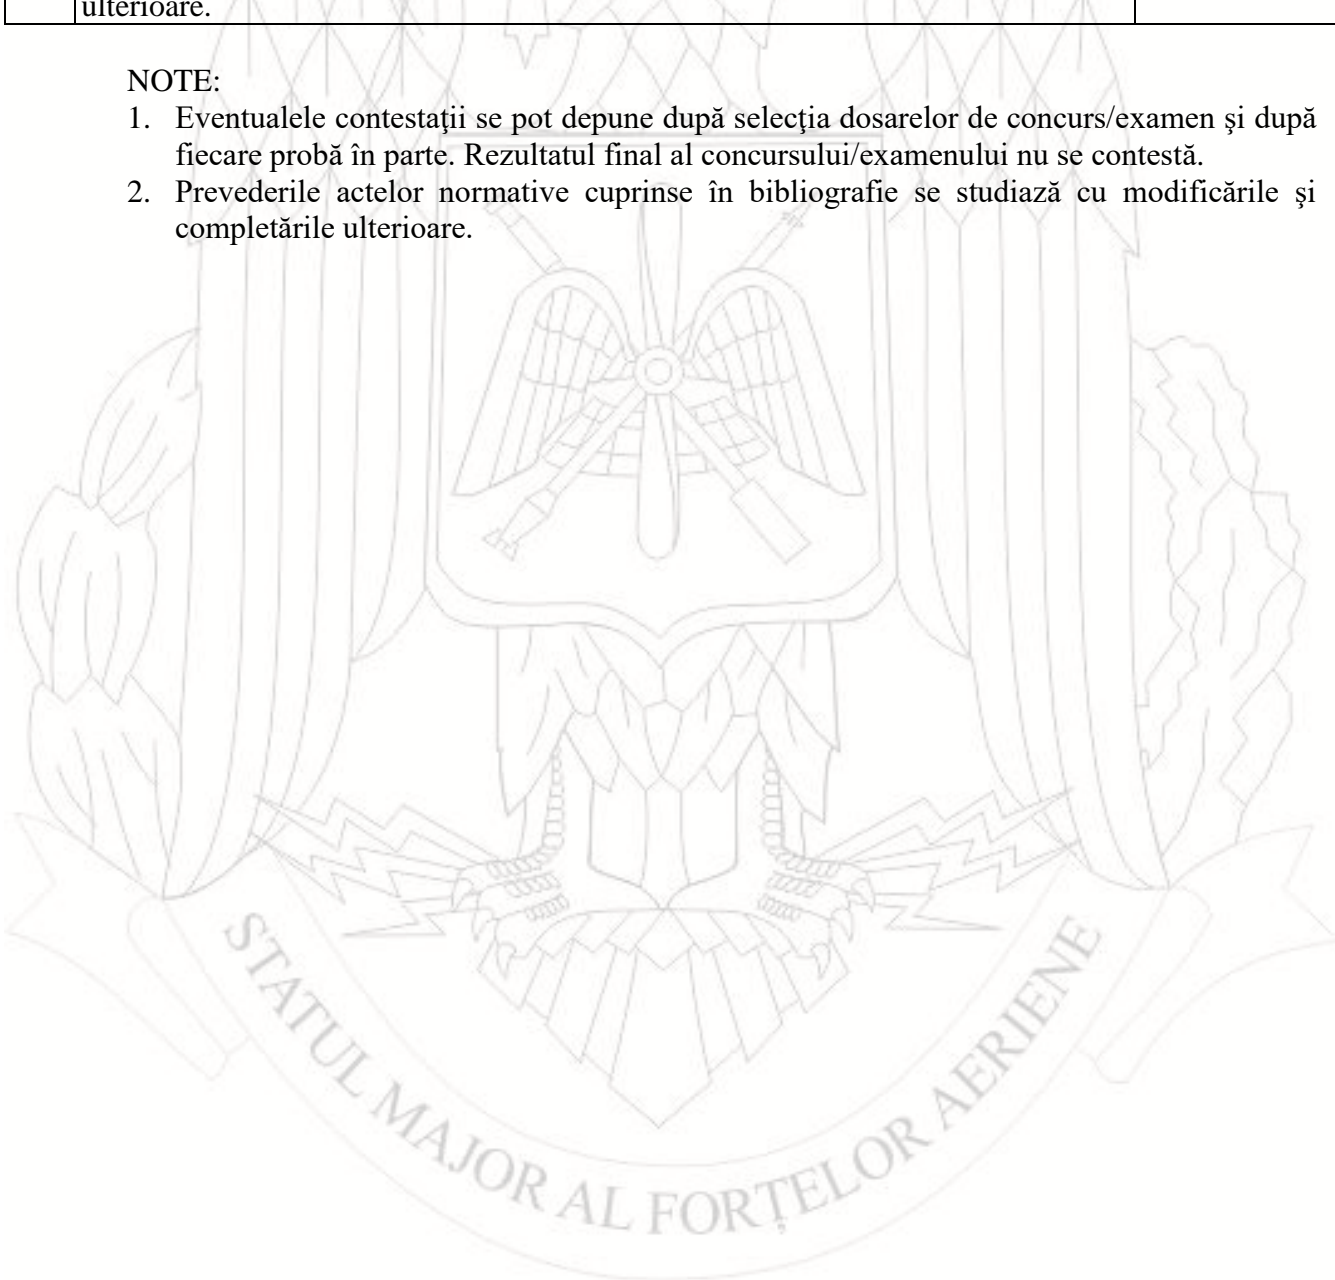 ulterioare.
NOTE:
1. Eventualele contestaţii se pot depune după selecţia dosarelor de concurs/examen şi după
fiecare probă în parte. Rezultatul final al concursului/examenului nu se contestă.
2. Prevederile actelor normative cuprinse în bibliografie se studiază cu modificările şi
completările ulterioare.
STATUL MAJOR AL FORȚELOR AERIENE